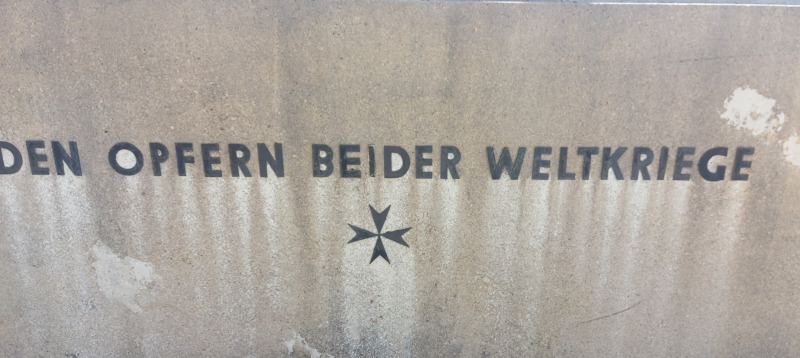 DEN OPFERN BEIDER WELTKRIEGE